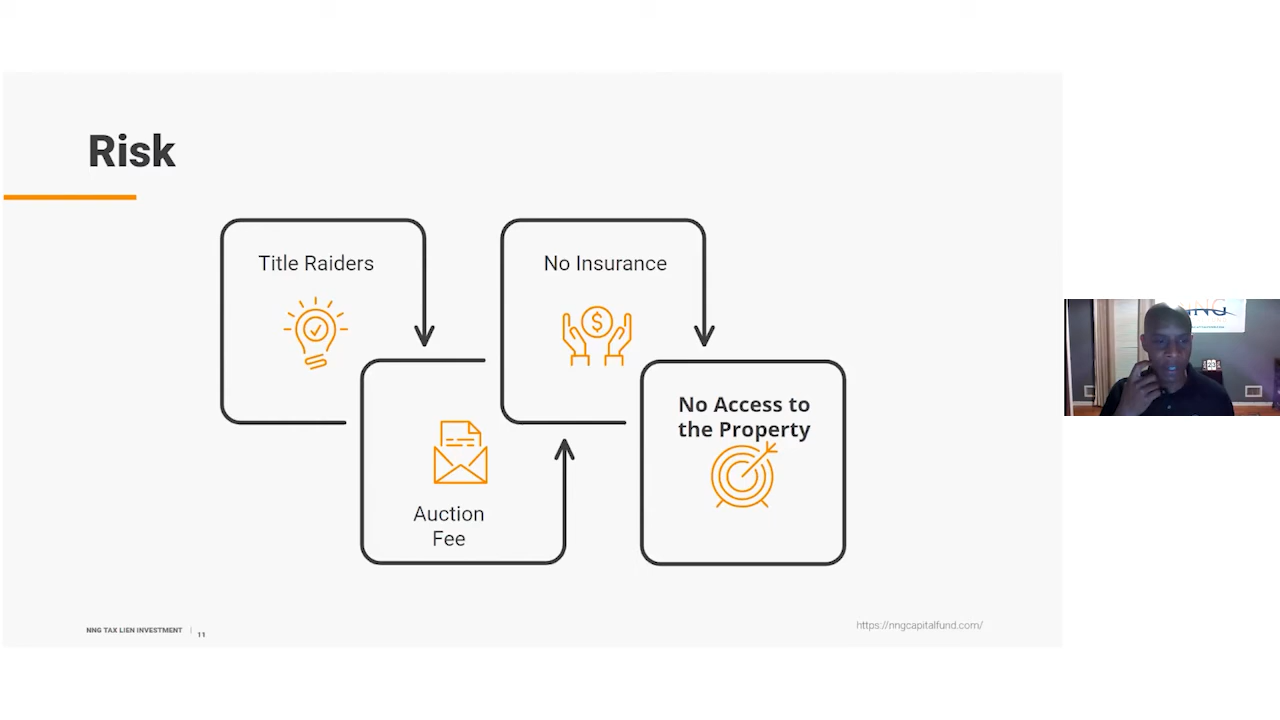 Risk
Title Raiders
No Insurance
No Access to
the Property
Auction
Fee
NNG TAX LIEN INVESTMENT | 11
https://nngcapitalfund.com/
NNG